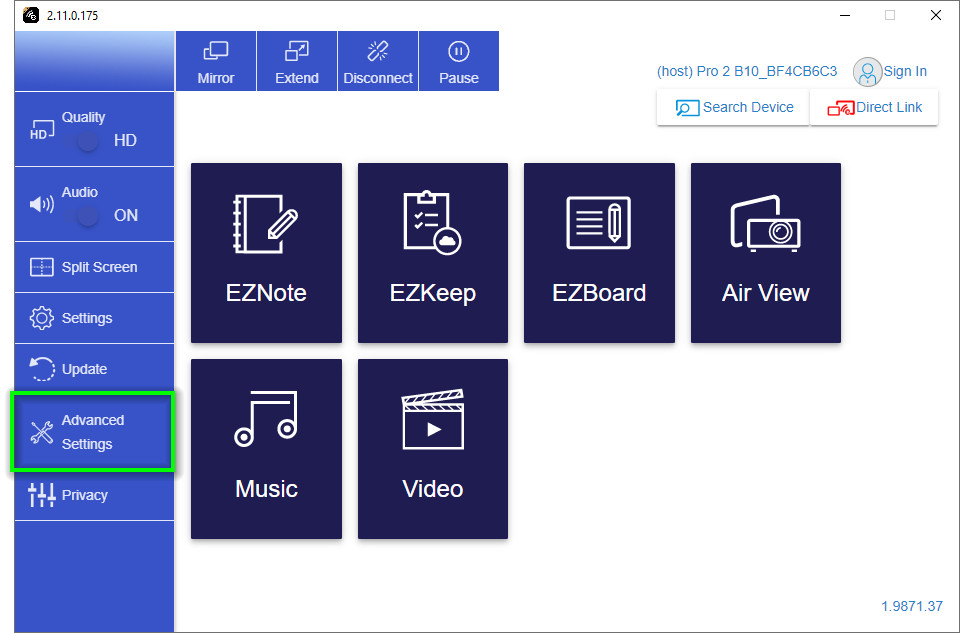 2.11.0.175
Mirror
Extend
Disconnect
Pause
(host) Pro 2 B10_BF4CB6C3
Sign In
Search Device
Direct Link
Quality
HD
HD
Audio
ON
Split Screen
Settings
Update
Advanced
Settings
Privacy
EZNote
EZKeep
EZBoard
Air View
Music
Video
1.9871.37